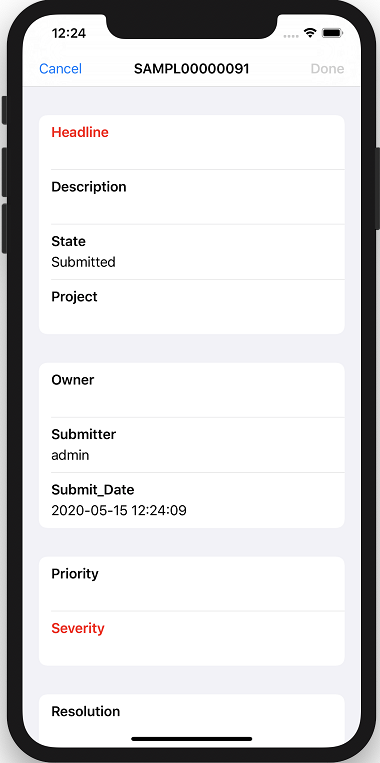 12:24
Cancel SAMPL00000091 Done
Headline
Description
State
Submitted
Project
Owner
Submitter
admin
Submit_Date
2020-05-15 12:24:09
Priority
Severity
Resolution